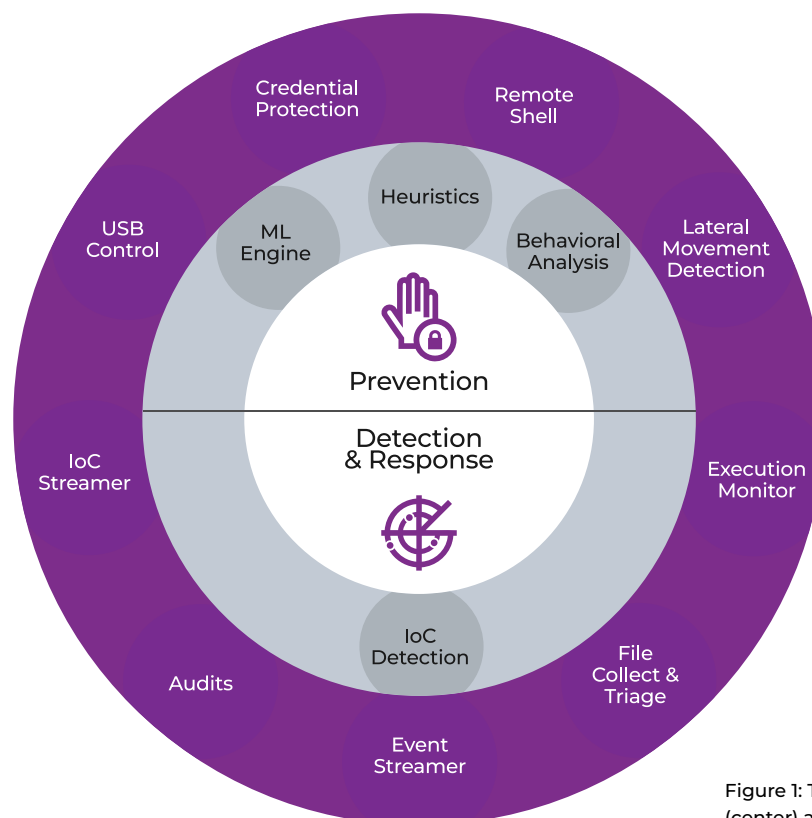 Credential
Protection
Remote
Shell
USB
Control
ML
Engine
Heuristics
Behavioral
Analysis
Lateral
Movement
Detection
Prevention
Detection
& Response
IoC
Streamer
Execution
Monitor
IoC
Detection
Audits
File
Collect &
Triage
Event
Streamer
Figure 1:
(center)